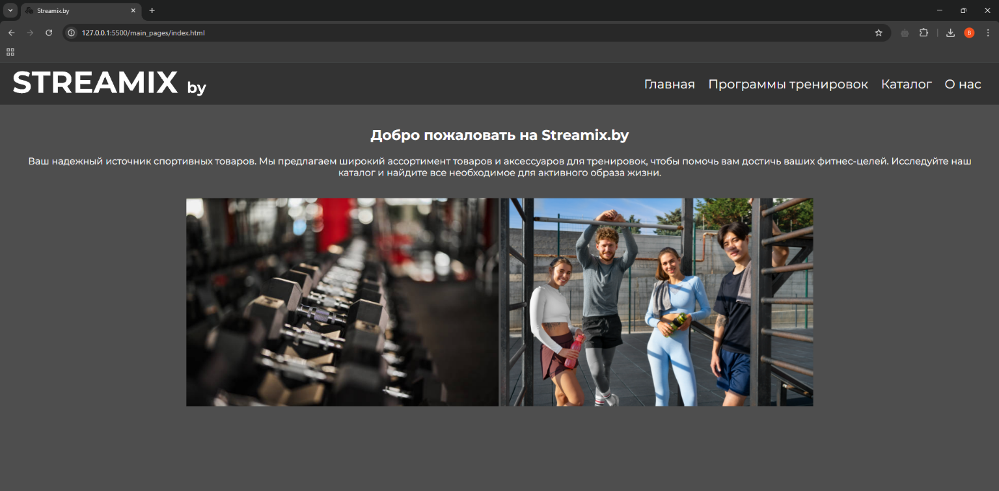 Streamix.by
127.0.0.1:5500/main_pages/index.html
B
STREAMIX by
Главная Программы тренировок Каталог О нас
Добро пожаловать на Streamix.by
Ваш надежный источник спортивных товаров. Мы предлагаем широкий ассортимент товаров и аксессуаров для тренировок, чтобы помочь вам достичь ваших фитнес-целей. Исследуйте наш
каталог и найдите все необходимое для активного образа жизни.